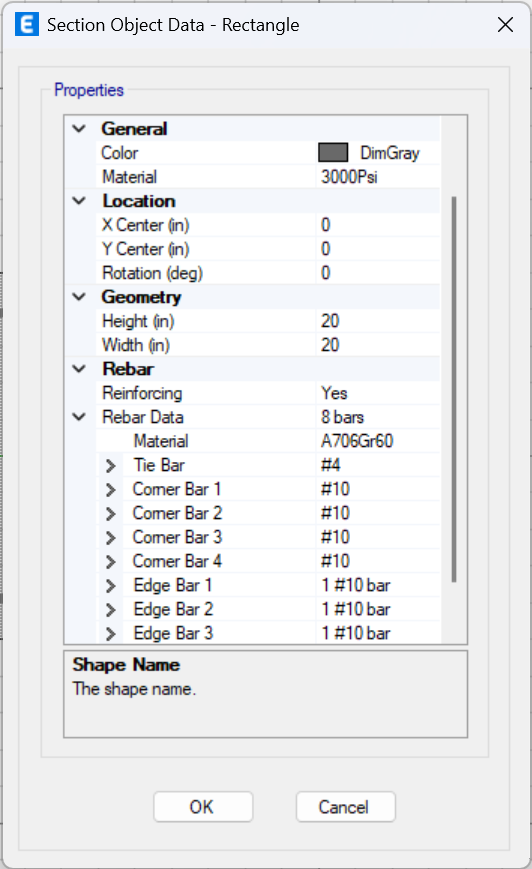 E Section Object Data - Rectangle
Properties
General
Color DimGray
Material 3000Psi
Location
X Center (in) 0
Y Center (in) 0
Rotation (deg) 0
Geometry
Height (in) 20
Width (in) 20
Rebar
Reinforcing Yes
Rebar Data 8 bars
Material A706Gr60
Tie Bar #4
Corner Bar 1 #10
Corner Bar 2 #10
Corner Bar 3 #10
Corner Bar 4 #10
Edge Bar 1 1 #10 bar
Edge Bar 2 1 #10 bar
Edge Bar 3 1 #10 bar
Shape Name
The shape name.
OK Cancel